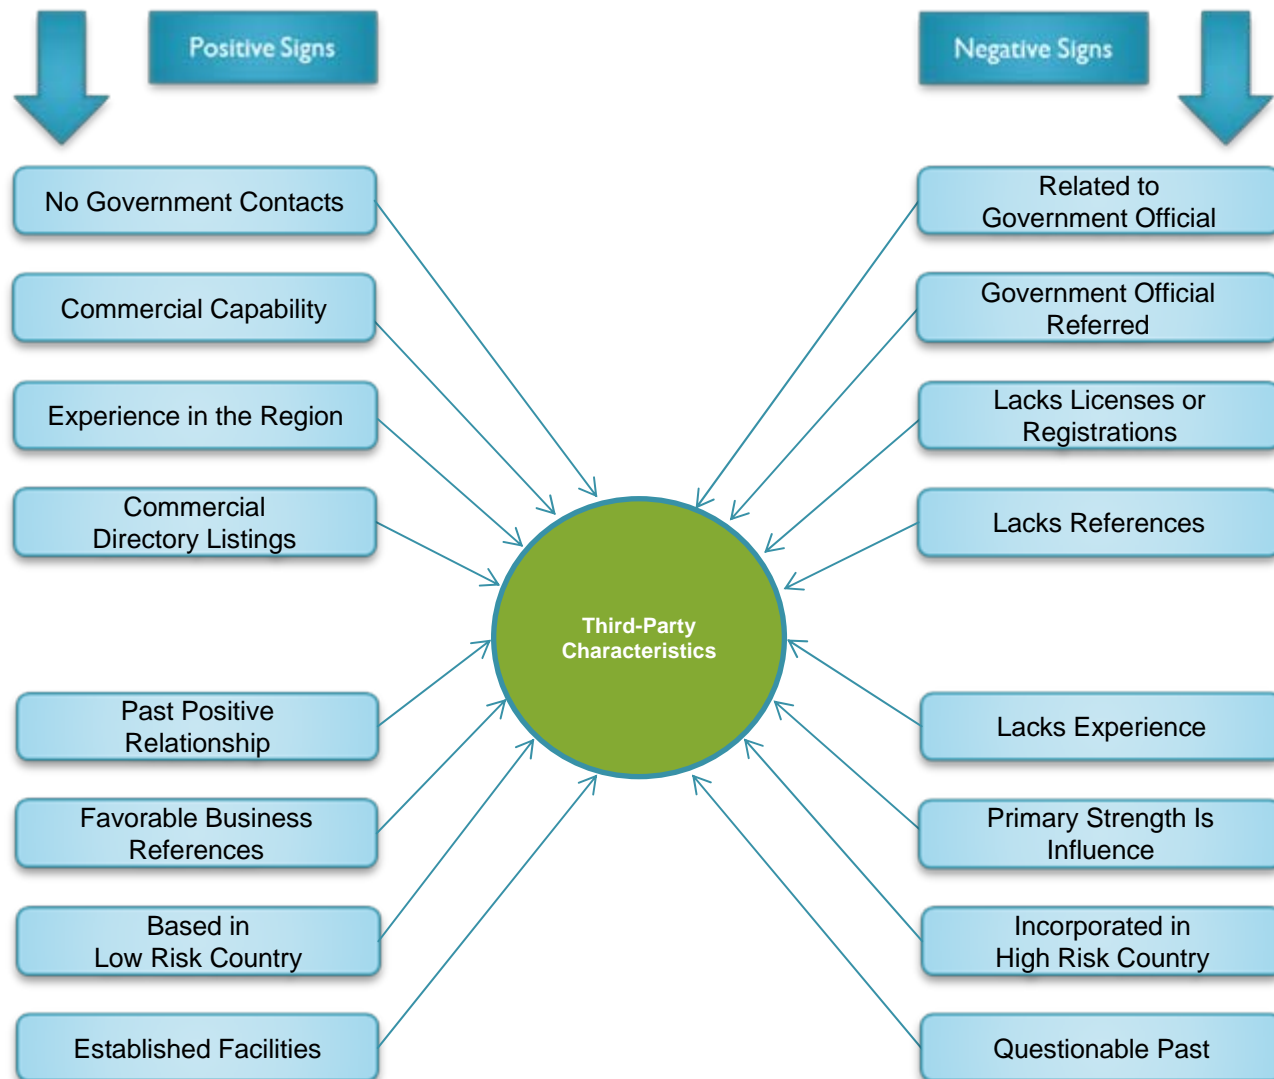 Positive Signs
No Government Contacts
Commercial Capability
Experience in the Region
Commercial
Directory Listings
Past Positive
Relationship
Favorable Business
References
Based in
Low Risk Country
Established Facilities
Third-Party
Characteristics
Negative Signs
Related to
Government Official
Government Official
Referred
Lacks Licenses or
Registrations
Lacks References
Lacks Experience
Primary Strength Is
Influence
Incorporated in
High Risk Country
Questionable Past